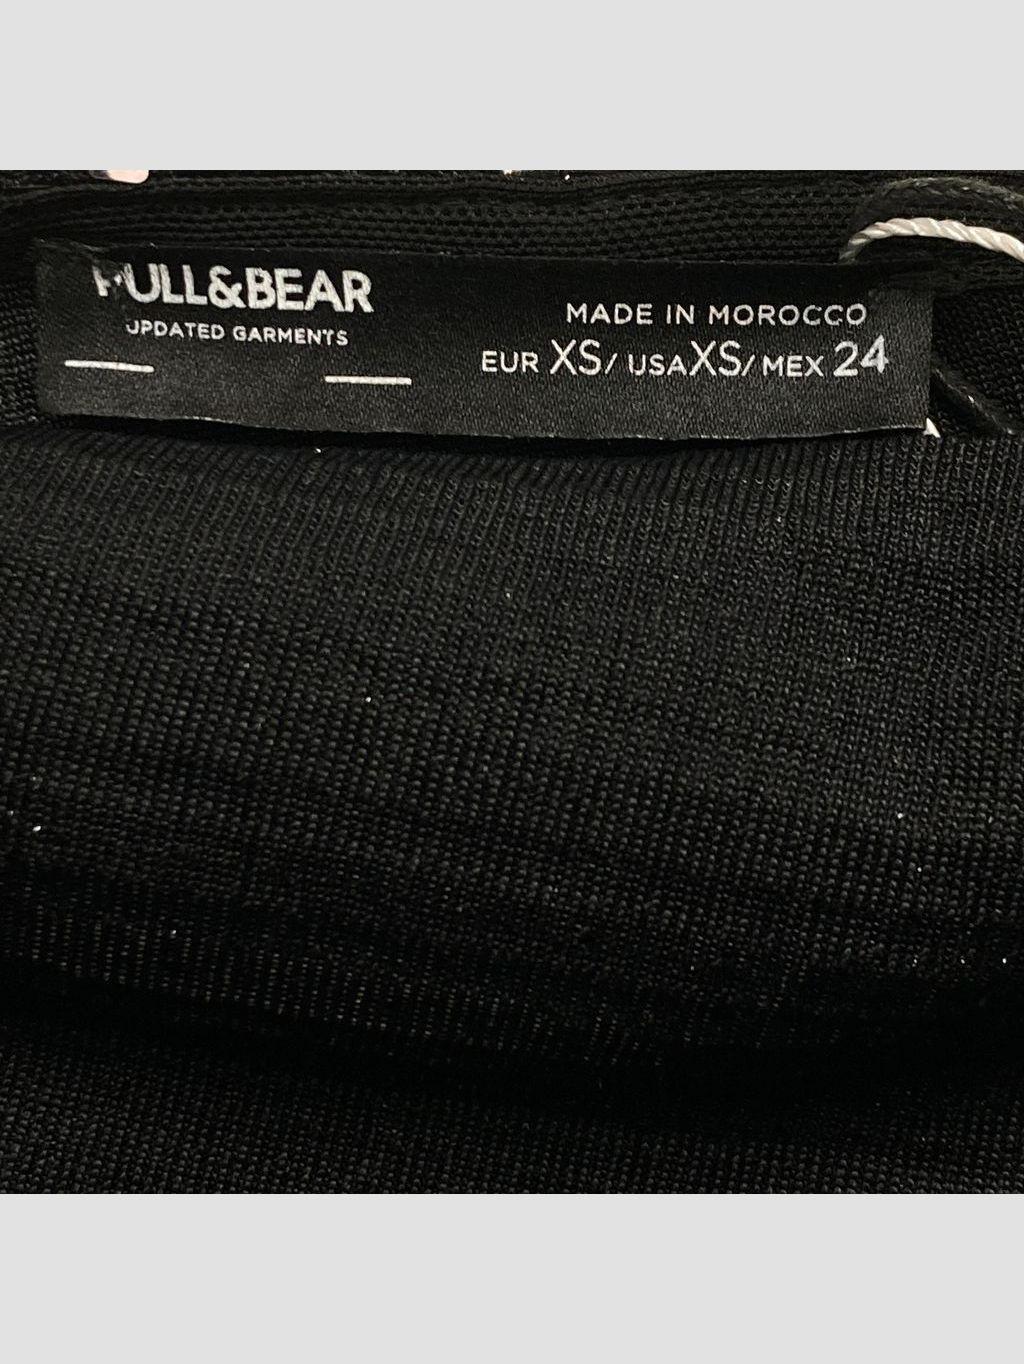 PULL&BEAR
UPDATED GARMENTS
MADE IN MOROCCO
EUR XS/ USA XS/ MEX 24